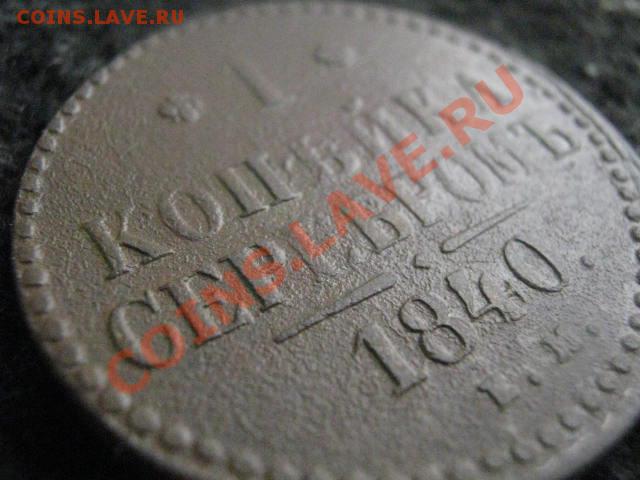 COINS.LAVE.RU
* 1 *
КОПѢЙКА
СЕРЕБРОМЪ
1840.
COINS.LAVE.RU